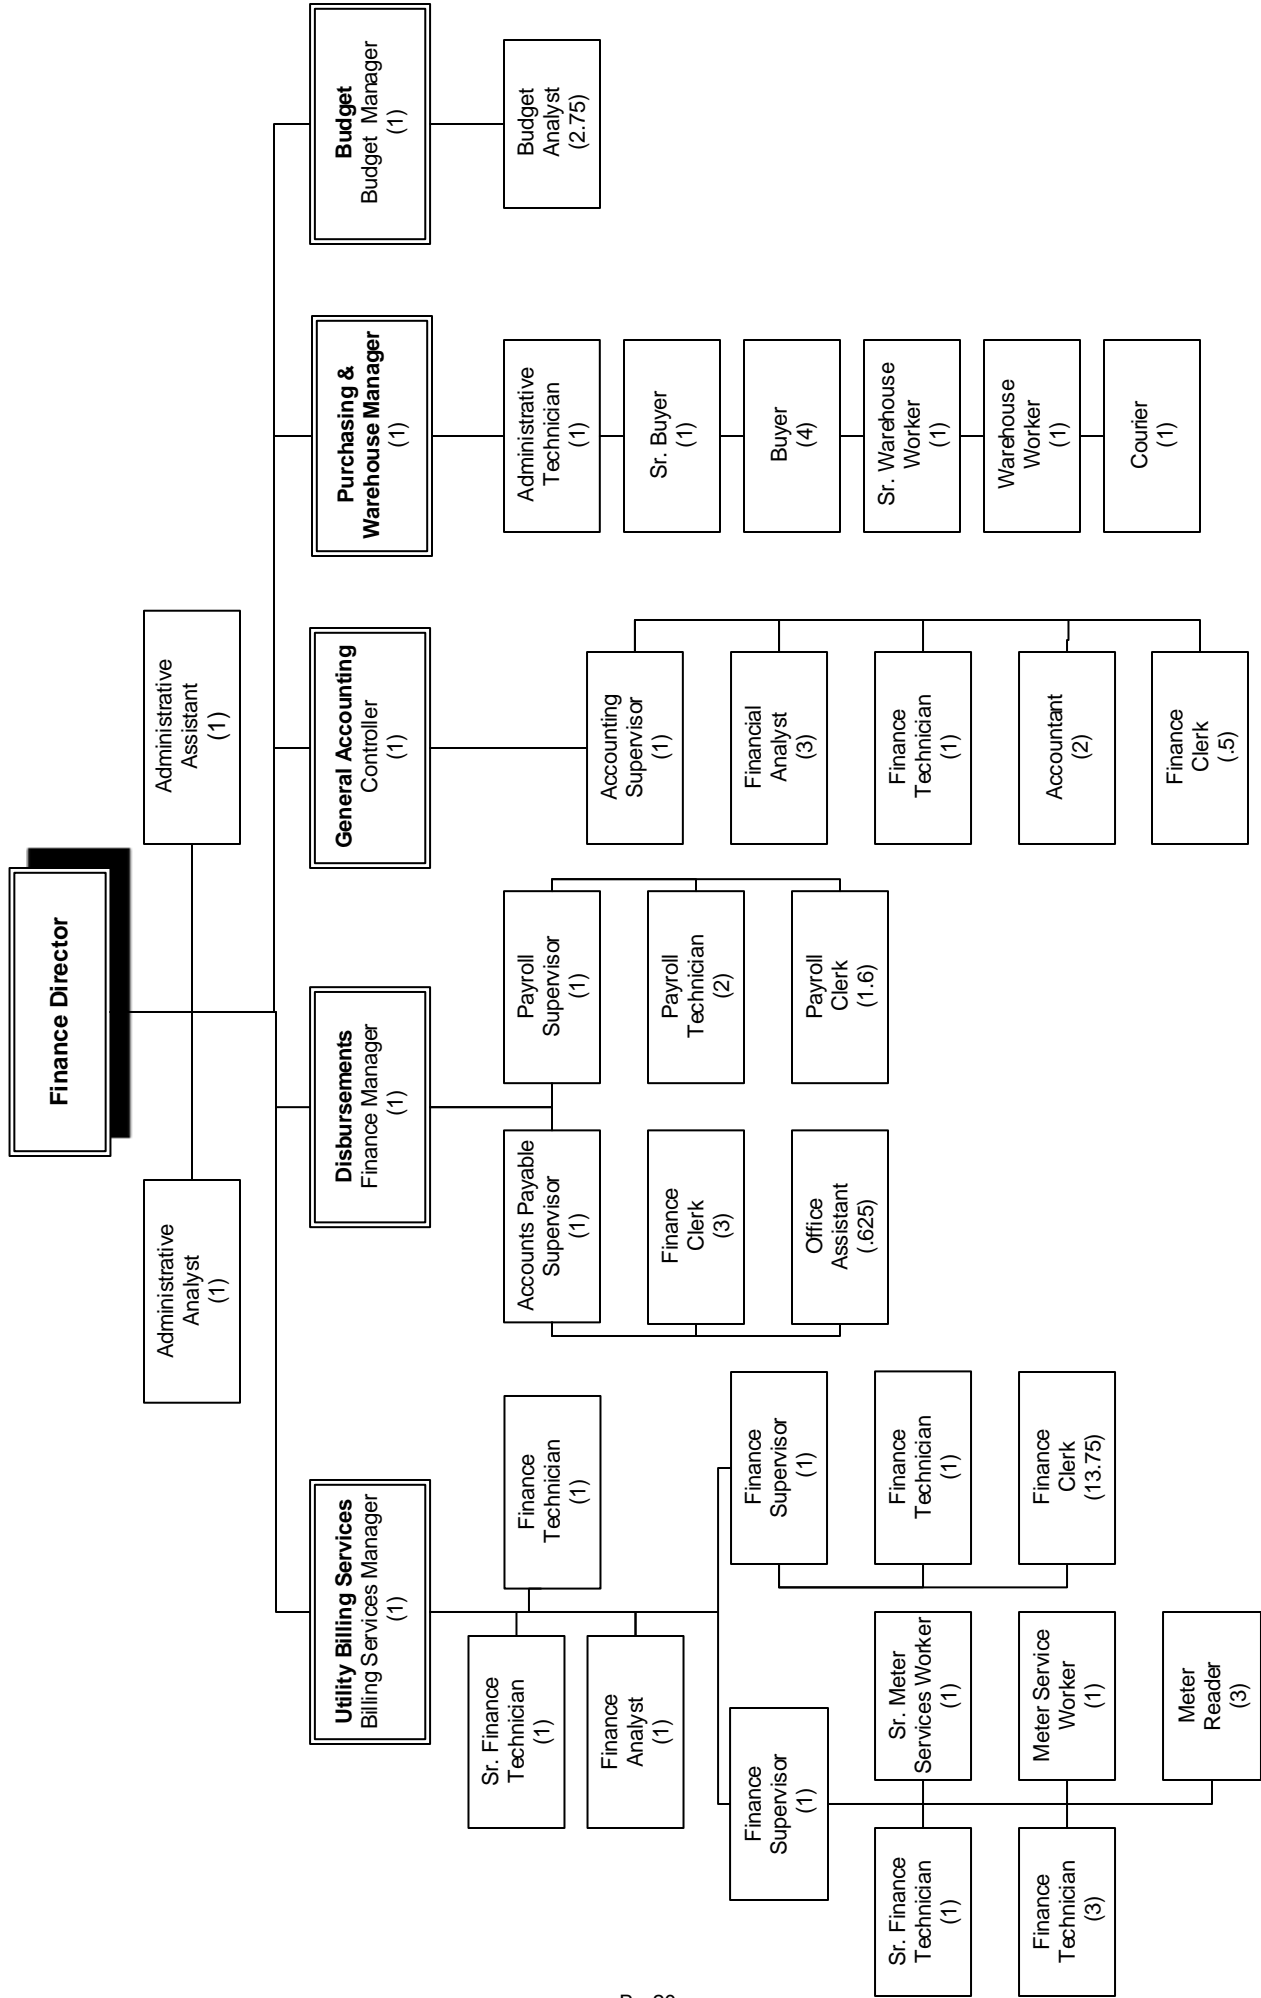 Finance Director
Administrative
Analyst
(1)
Administrative
Assistant
(1)
Utility Billing Services
Billing Services Manager
(1)
Disbursements
Finance Manager
(1)
General Accounting
Controller
(1)
Purchasing &
Warehouse Manager
(1)
Budget
Budget Manager
(1)
Sr. Finance
Technician
(1)
Finance
Technician
(1)
Finance
Analyst
(1)
Finance
Supervisor
(1)
Finance
Supervisor
(1)
Sr. Finance
Technician
(1)
Sr. Meter
Services Worker
(1)
Finance
Technician
(3)
Meter Service
Worker
(1)
Meter
Reader
(3)
Finance
Technician
(1)
Finance
Clerk
(13.75)
Accounts Payable
Supervisor
(1)
Finance
Clerk
(3)
Office
Assistant
(.625)
Payroll
Supervisor
(1)
Payroll
Technician
(2)
Payroll
Clerk
(1.6)
Accounting
Supervisor
(1)
Financial
Analyst
(3)
Finance
Technician
(1)
Accountant
(2)
Finance
Clerk
(.5)
Administrative
Technician
(1)
Sr. Buyer
(1)
Buyer
(4)
Sr. Warehouse
Worker
(1)
Warehouse
Worker
(1)
Courier
(1)
Budget
Analyst
(2.75)